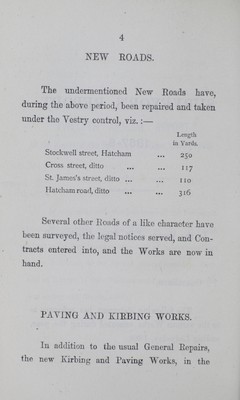 4
NEW ROADS.
The undermentioned New Roads have,
during the above period, been repaired and taken
under the Vestry control, viz. :—
Length
in Yards.
Stockwell street, Hatcham ... 250
Cross street, ditto ... ... 117
St. James's street, ditto ... ... 110
Hatcham road, ditto ... ... 316
Several other Roads of a like character have
been surveyed, the legal notices served, and Con-
tracts entered into, and the Works are now in
hand.
PAVING AND KIRBING WORKS.
In addition to the usual General Repairs,
the new Kirbing and Paving Works, in the